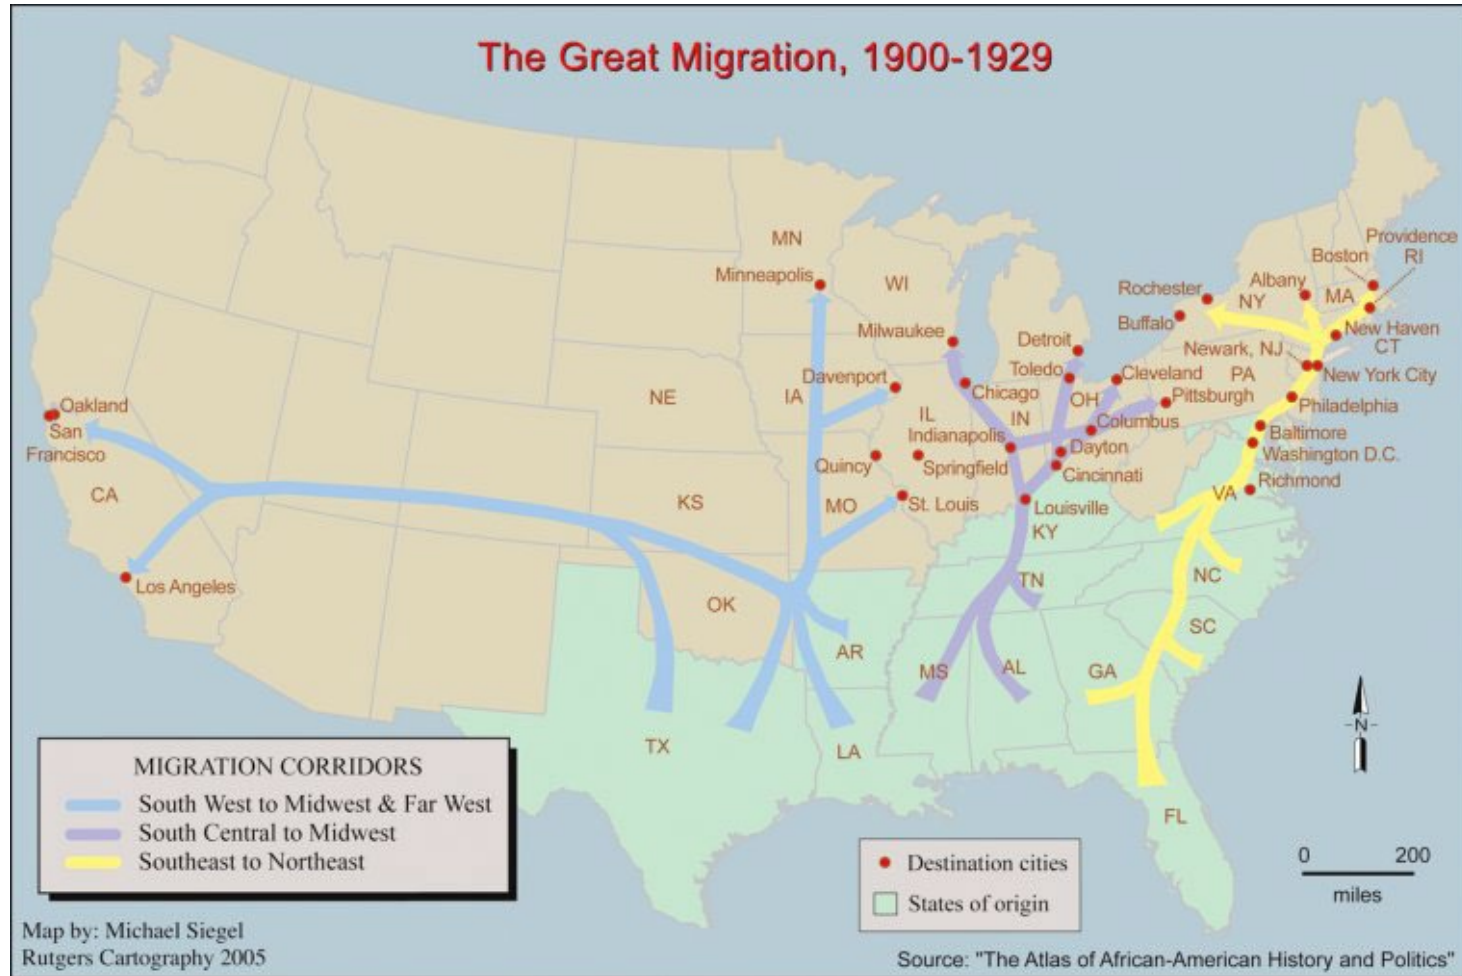 The Great Migration, 1900-1929
MN
Minneapolis
WI
Milwaukee
Detroit
Toledo
Chicago
Davenport
IA
NE
IL
IN
OH
Cleveland
Pittsburgh
Columbus
Indianapolis
Dayton
Cincinnati
Quincy
Springfield
St. Louis
MO
KS
Louisville
KY
TN
Rochester
Buffalo
Albany
NY
Boston
Providence
RI
MA
New Haven
CT
Newark, NJ
New York City
PA
Philadelphia
Baltimore
Washington D.C.
Richmond
VA
NC
SC
GA
FL
AL
MS
LA
AR
OK
TX
Oakland
San
Francisco
CA
Los Angeles
N
MIGRATION CORRIDORS
South West to Midwest & Far West
South Central to Midwest
Southeast to Northeast
Destination cities
States of origin
0 200
miles
Map by: Michael Siegel
Rutgers Cartography 2005
Source: "The Atlas of African-American History and Politics"